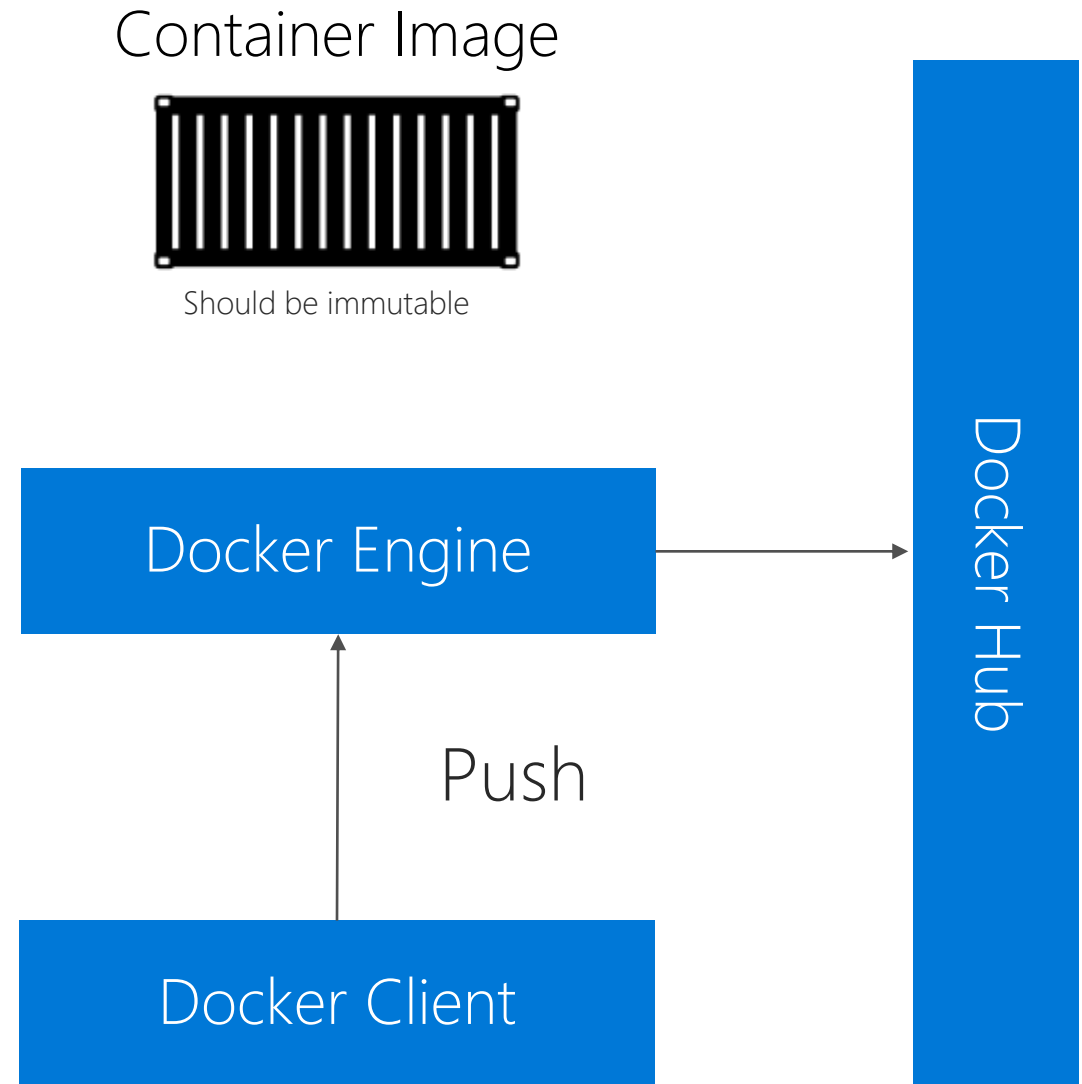 Container Image
Should be immutable
Docker Engine
Docker Hub
Push
Docker Client